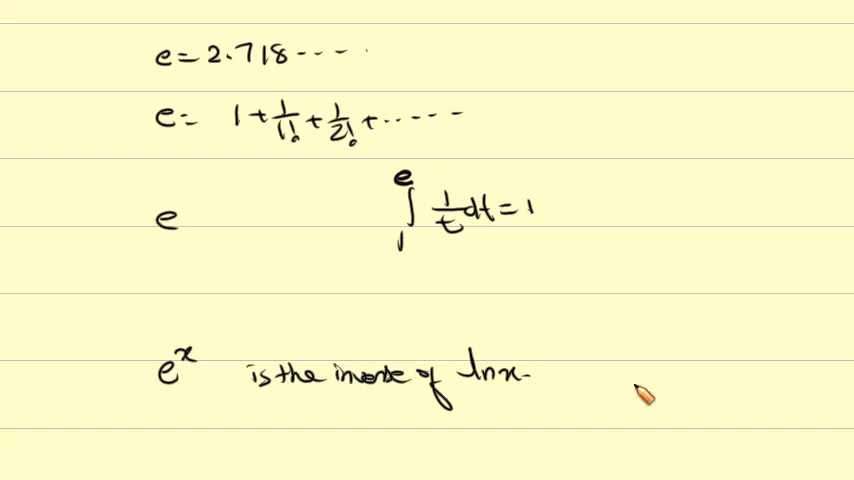 e = 2.718 - - - -
e = 1 + 1/1! + 1/2! + . . . . - - -
e ∫₁ᵉ 1/t dt = 1
eˣ is the inverse of ln x.